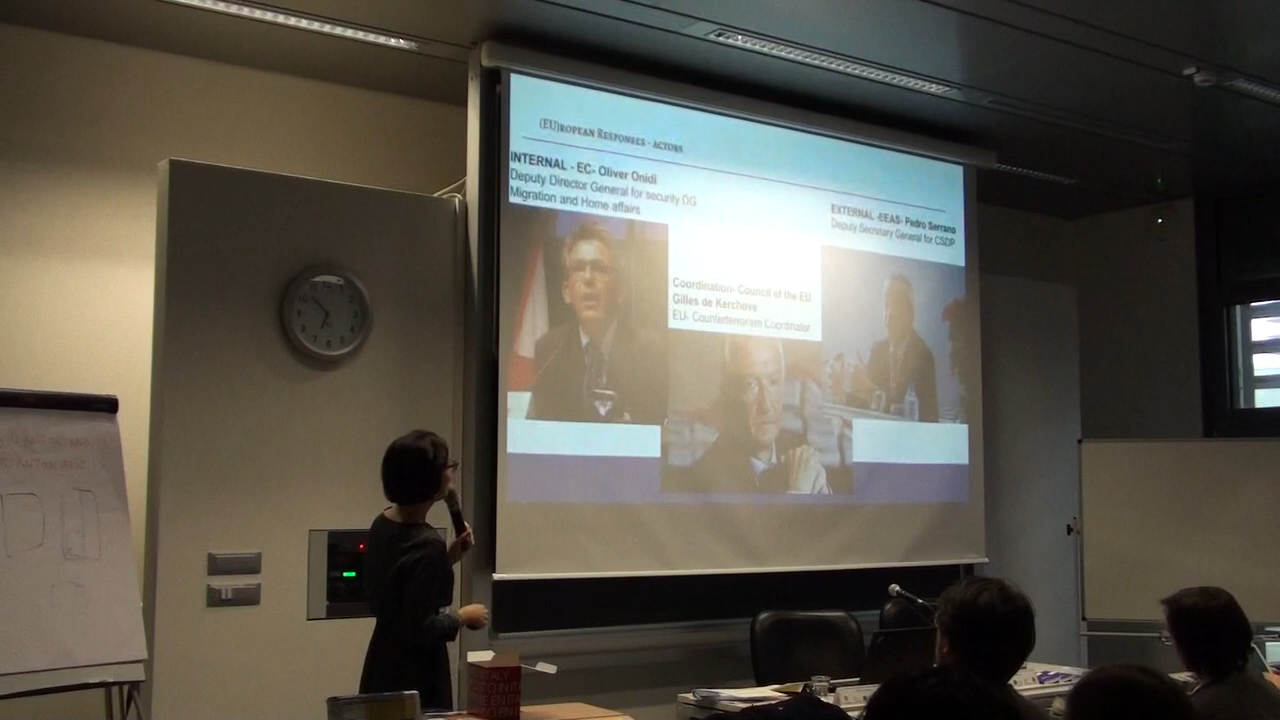 (EU)ROPEAN RESPONSES - ACTORS
INTERNAL - EC- Oliver Onidi
Deputy Director General for security DG
Migration and Home affairs
EXTERNAL -EEAS- Pedro Serrano
Deputy Secretary General for CSDP
Coordination- Council of the EU
Gilles de Kerchove
EU- Counterterrorism Coordinator